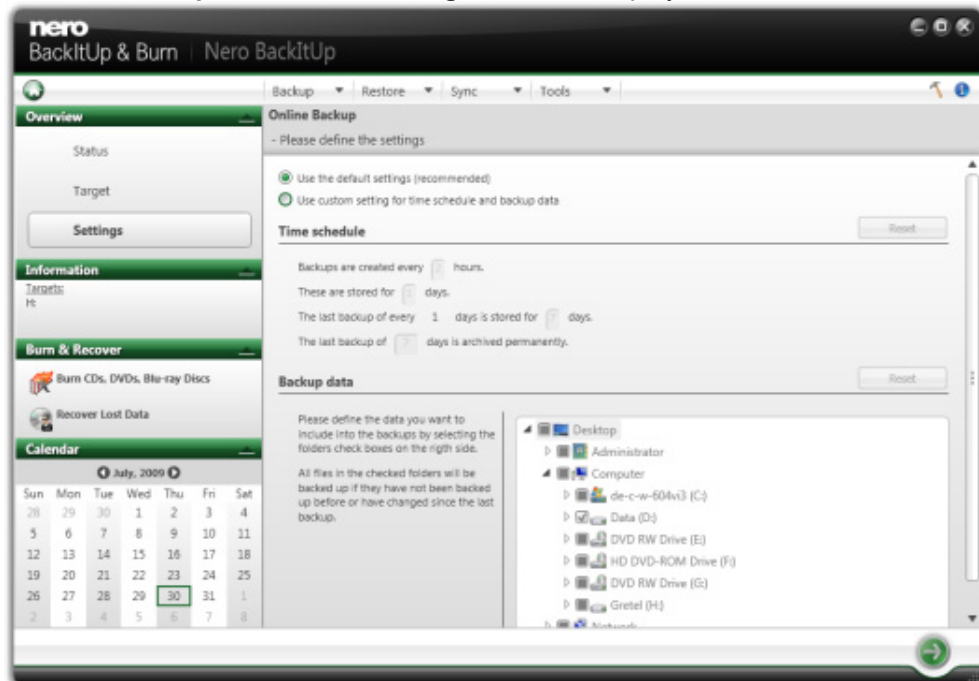 nero
BackItUp & Burn | Nero BackItUp
Backup Restore Sync Tools
Overview
Status
Target
Settings
Information
Targets:
H:
Burn & Recover
Burn CDs, DVDs, Blu-ray Discs
Recover Lost Data
Calendar
July, 2009
Sun Mon Tue Wed Thu Fri Sat
28 29 30 1 2 3 4
5 6 7 8 9 10 11
12 13 14 15 16 17 18
19 20 21 22 23 24 25
26 27 28 29 30 31 1
2 3 4 5 6 7 8
Online Backup
- Please define the settings
Use the default settings (recommended)
Use custom setting for time schedule and backup data
Time schedule
Reset
Backups are created every hours.
These are stored for days.
The last backup of every 1 days is stored for days.
The last backup of days is archived permanently.
Backup data
Reset
Please define the data you want to
include into the backups by selecting the
folders check boxes on the rigth side.
All files in the checked folders will be
backed up if they have not been backed
up before or have changed since the last
backup.
Desktop
Administrator
Computer
de-c-w-604vi3 (C:)
Data (D:)
DVD RW Drive (E:)
HD DVD-ROM Drive (F:)
DVD RW Drive (G:)
Gretel (H:)
Network